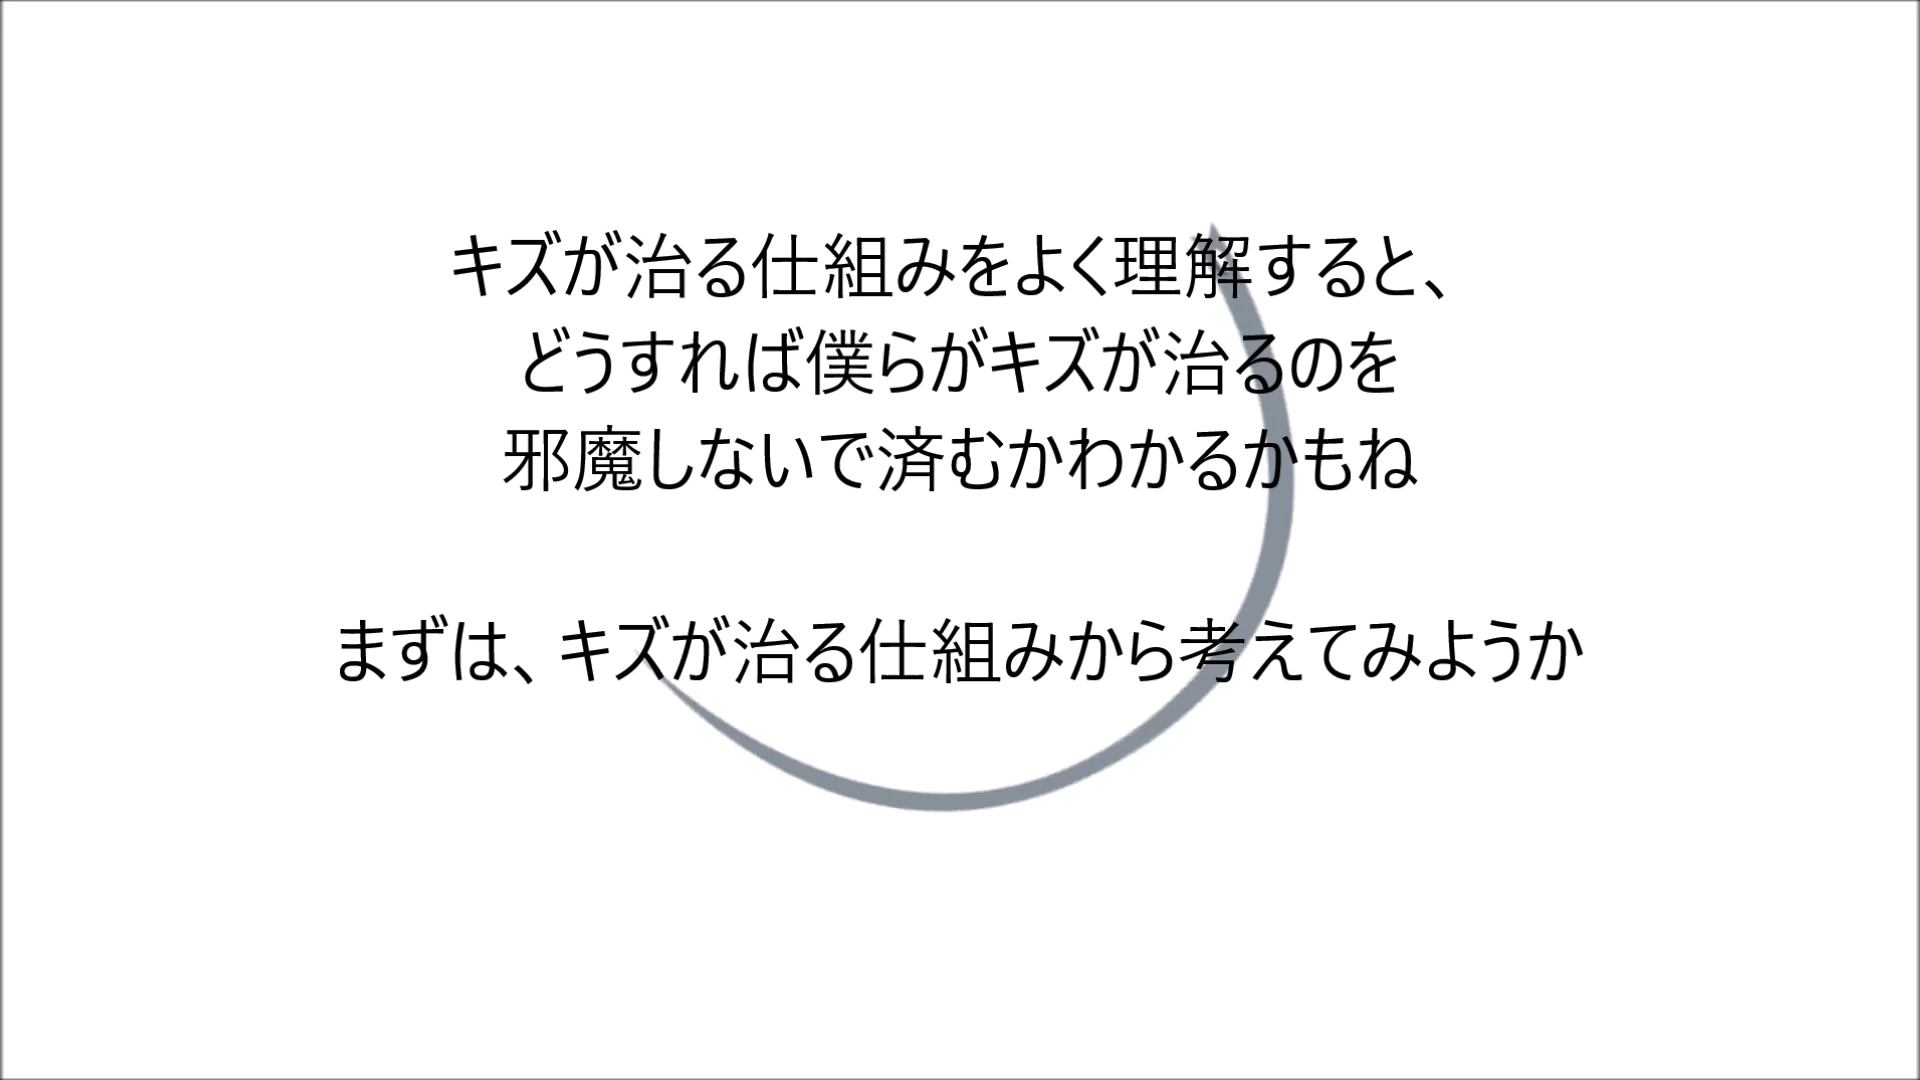 キズが治る仕組みをよく理解すると、
どうすれば僕らがキズが治るのを
邪魔しないで済むかわかるかもね
まずは、キズが治る仕組みから考えてみようか